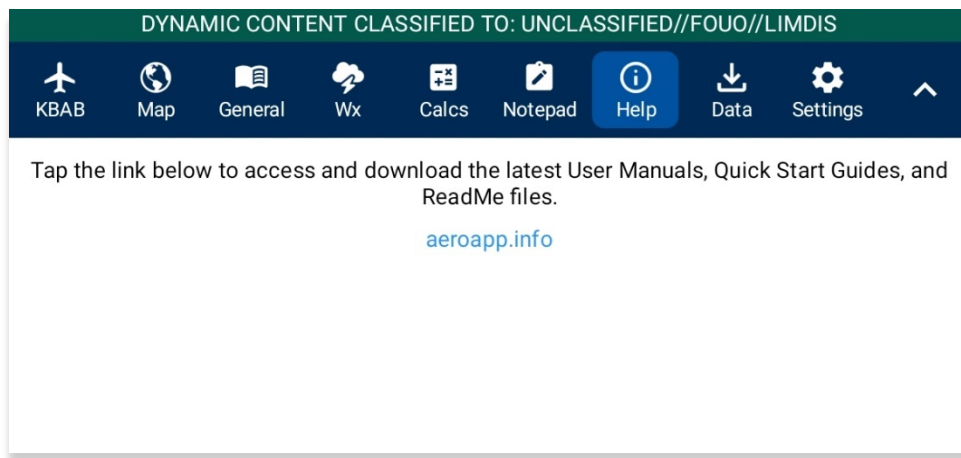 DYNAMIC CONTENT CLASSIFIED TO: UNCLASSIFIED//FOUO//LIMDIS
KBAB Map General Wx Calcs Notepad Help Data Settings
Tap the link below to access and download the latest User Manuals, Quick Start Guides, and
ReadMe files.
aeroapp.info